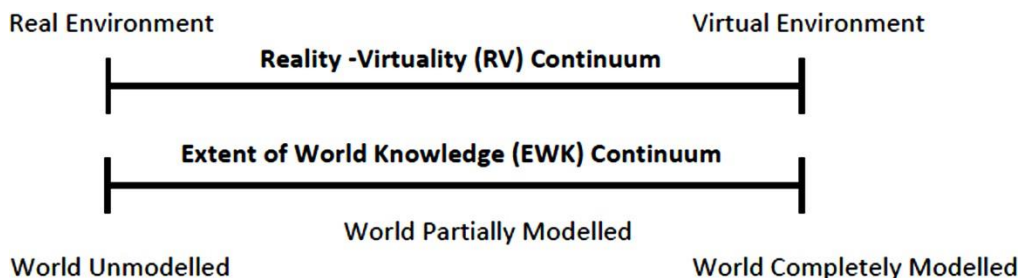 Real Environment
Virtual Environment
Reality -Virtuality (RV) Continuum
Extent of World Knowledge (EWK) Continuum
World Partially Modelled
World Unmodelled
World Completely Modelled